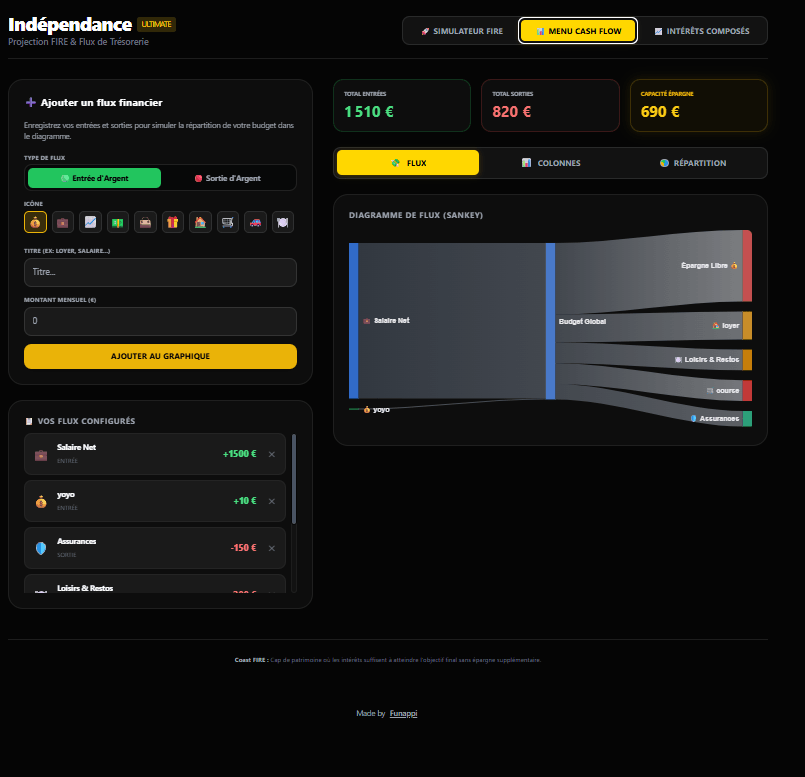 Indépendance ULTIMATE
Projection FIRE & Flux de Trésorerie
SIMULATEUR FIRE
MENU CASH FLOW
INTÉRÊTS COMPOSÉS
Ajouter un flux financier
Enregistrez vos entrées et sorties pour simuler la répartition de votre budget dans
le diagramme.
TYPE DE FLUX
Entrée d'Argent
Sortie d'Argent
ICÔNE
TITRE (EX: LOYER, SALAIRE...)
Titre...
MONTANT MENSUEL (€)
0
AJOUTER AU GRAPHIQUE
VOS FLUX CONFIGURÉS
Salaire Net
ENTRÉE
+1500 €
yoyo
ENTRÉE
+10 €
Assurances
SORTIE
-150 €
Loisirs & Restos
TOTAL ENTRÉES
1 510 €
TOTAL SORTIES
820 €
CAPACITÉ ÉPARGNE
690 €
FLUX
COLONNES
RÉPARTITION
DIAGRAMME DE FLUX (SANKEY)
Salaire Net
yoyo
Budget Global
Épargne Libre
loyer
Loisirs & Restos
course
Assurances
Coast FIRE : Cap de patrimoine où les intérêts suffisent à atteindre l'objectif final sans épargne supplémentaire.
Made by Funappi